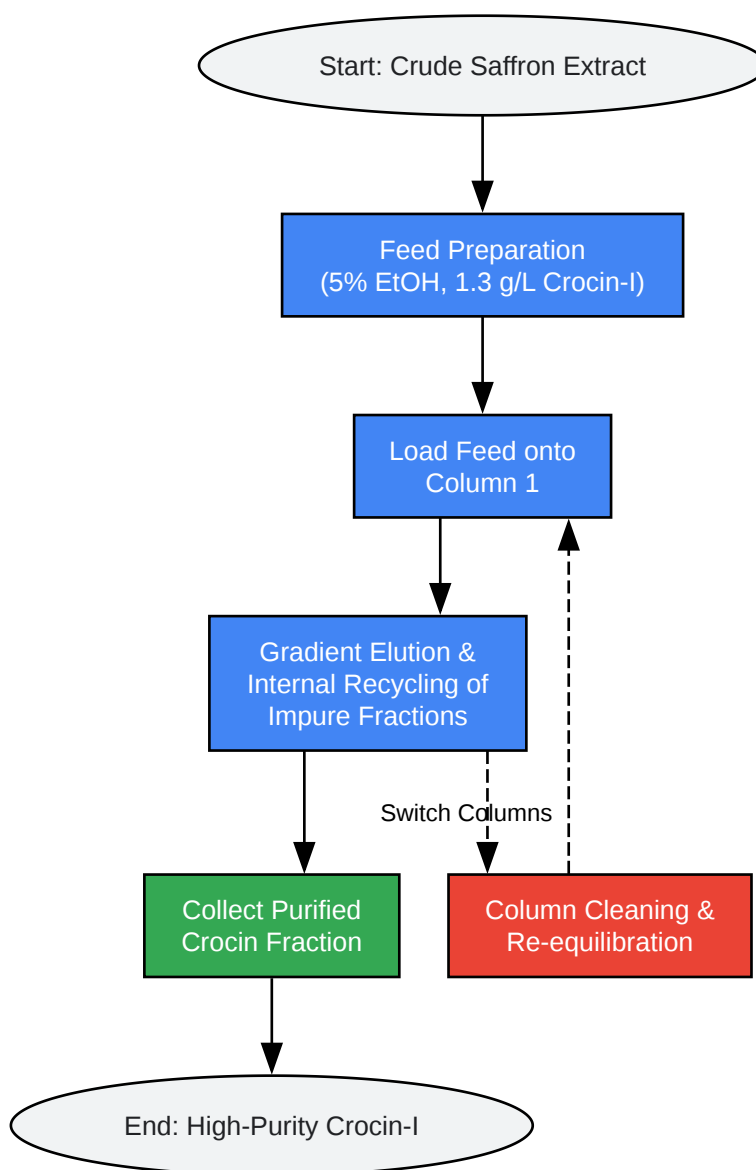 Start: Crude Saffron Extract
Feed Preparation
(5% EtOH, 1.3 g/L Crocin-I)
Load Feed onto
Column 1
Gradient Elution &
Internal Recycling of
Impure Fractions
Switch Columns
Collect Purified
Crocin Fraction
Column Cleaning &
Re-equilibration
End: High-Purity Crocin-I